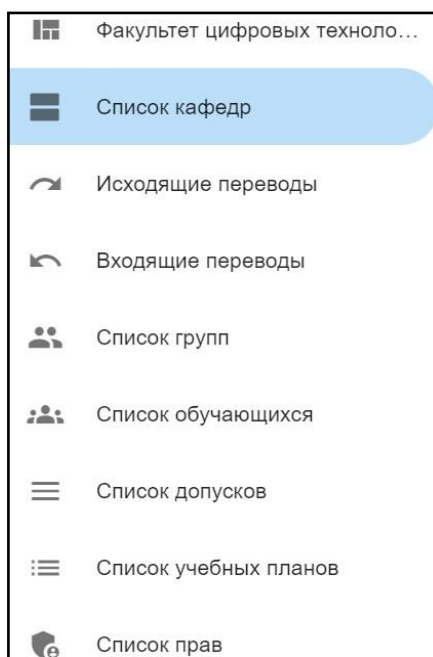 Факультет цифровых техноло...
Список кафедр
Исходящие переводы
Входящие переводы
Список групп
Список обучающихся
Список допусков
Список учебных планов
Список прав